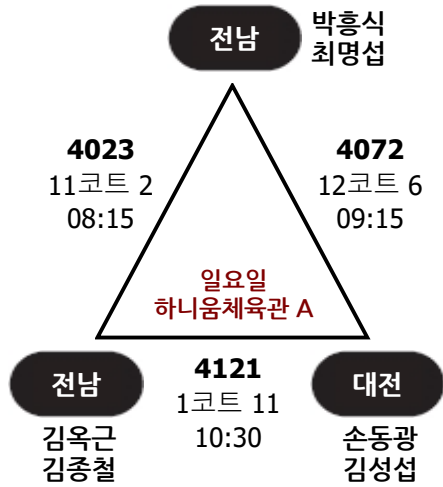 전남
박흥식
최명섭
4023
11코트 2
08:15
4072
12코트 6
09:15
일요일
하니움체육관 A
전남
김옥근
김종철
4121
1코트 11
10:30
대전
손동광
김성섭